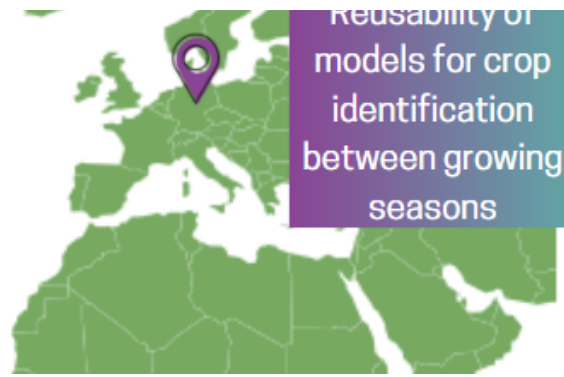 Reusability of
models for crop
identification
between growing
seasons